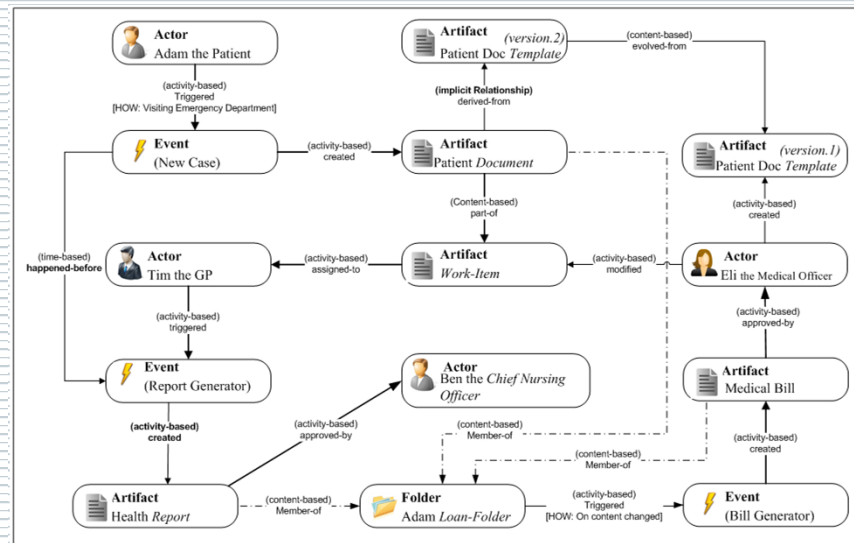 Actor
Adam the Patient
Artifact (version.2)
Patient Doc Template
(content-based)
evolved-from
(activity-based)
Triggered
[HOW: Visiting Emergency Department]
(implicit Relationship)
derived-from
Event
(New Case)
(activity-based)
created
Artifact
Patient Document
Artifact (version.1)
Patient Doc Template
(Content-based)
part-of
(activity-based)
created
(time-based)
happened-before
Actor
Tim the GP
(activity-based)
assigned-to
Artifact
Work-Item
(activity-based)
modified
Actor
Eli the Medical Officer
(activity-based)
triggered
(activity-based)
approved-by
Event
(Report Generator)
Actor
Ben the Chief Nursing
Officer
Artifact
Medical Bill
(activity-based)
created
(activity-based)
approved-by
(content-based)
Member-of
(content-based)
Member-of
(activity-based)
created
Artifact
Health Report
(content-based)
Member-of
Folder
Adam Loan-Folder
(activity-based)
Triggered
[HOW: On content changed]
Event
(Bill Generator)